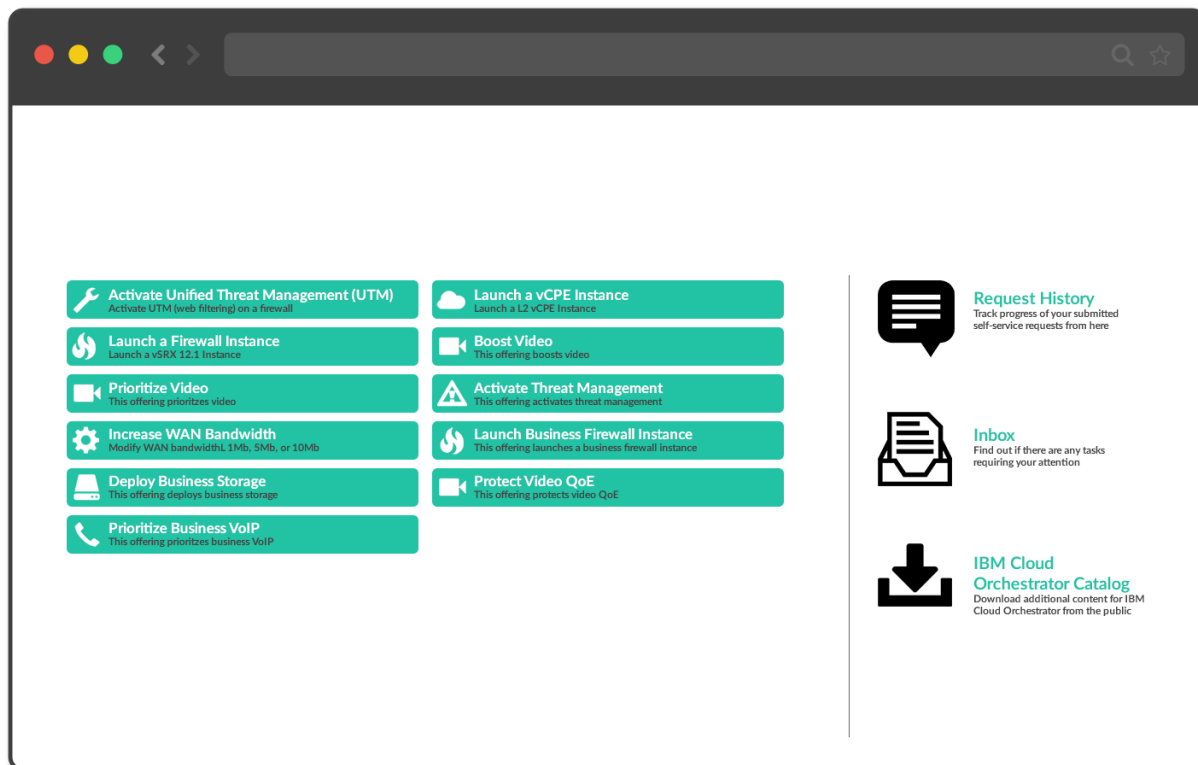 Activate Unified Threat Management (UTM)
Activate UTM (web filtering) on a firewall
Launch a Firewall Instance
Launch a vSRX 12.1 Instance
Prioritize Video
This offering prioritzes video
Increase WAN Bandwidth
Modify WAN bandwidthL 1Mb, 5Mb, or 10Mb
Deploy Business Storage
This offering deploys business storage
Prioritize Business VoIP
This offering prioritzes business VoIP
Launch a vCPE Instance
Launch a L2 vCPE Instance
Boost Video
This offering boosts video
Activate Threat Management
This offering activates threat management
Launch Business Firewall Instance
This offering launches a business firewall instance
Protect Video QoE
This offering protects video QoE
Request History
Track progress of your submitted
self-service requests from here
Inbox
Find out if there are any tasks
requiring your attention
IBM Cloud
Orchestrator Catalog
Download additional content for IBM
Cloud Orchestrator from the public